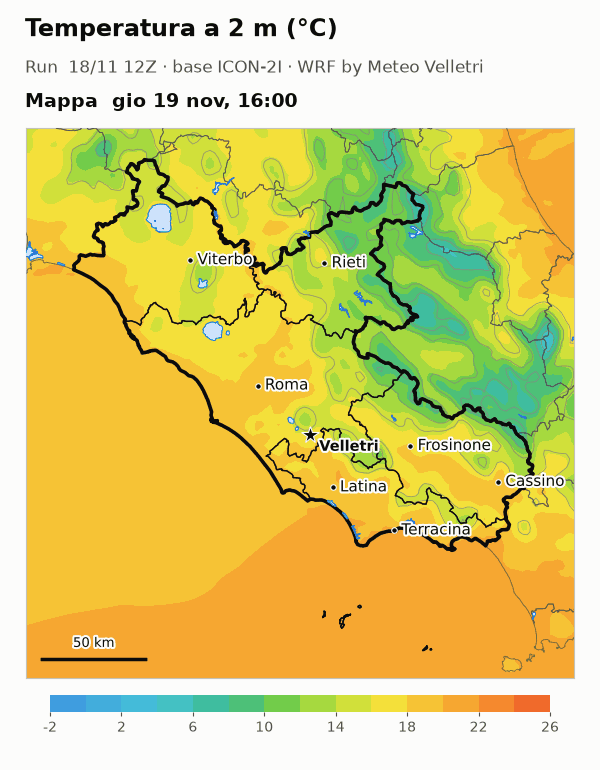 Temperatura a 2 m (°C)
Run  18/11 12Z · base ICON-2I · WRF by Meteo Velletri
Mappa  gio 19 nov, 16:00
Viterbo
Rieti
Roma
Velletri
Frosinone
Cassino
Latina
Terracina
50 km
-2 2 6 10 14 18 22 26